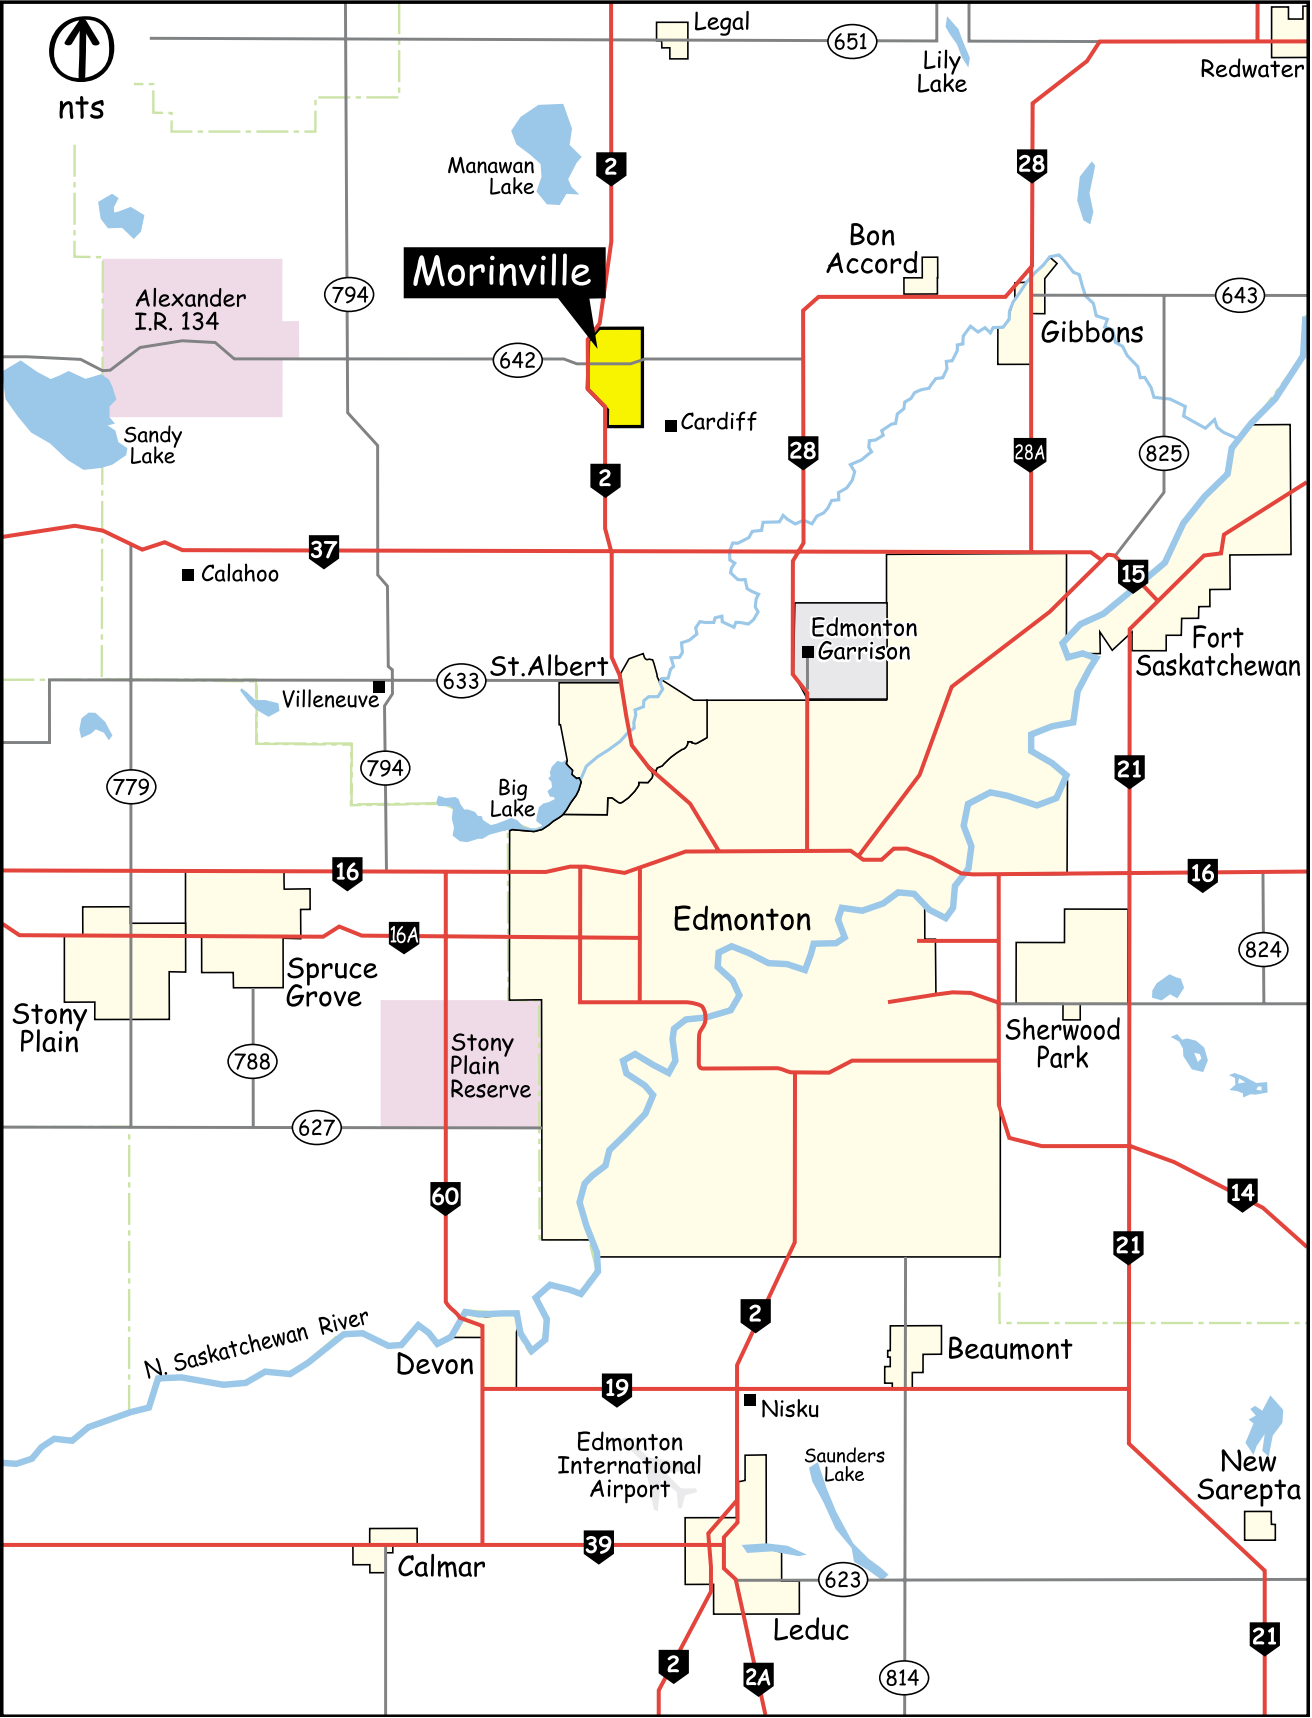 Legal
651
Lily
Lake
Redwater
nts
Manawan
Lake
2
28
Bon
Accord
Morinville
Alexander
I.R. 134
794
643
Gibbons
642
Cardiff
Sandy
Lake
28
28A
825
2
37
Calahoo
15
Edmonton
Garrison
Fort
Saskatchewan
St.Albert
633
Villeneuve
794
779
Big
Lake
21
16
16
16A
Edmonton
824
Spruce
Grove
Stony
Plain
Sherwood
Park
Stony
Plain
Reserve
788
627
60
14
21
2
N. Saskatchewan River
Devon
Beaumont
19
Nisku
Edmonton
International
Airport
Saunders
Lake
New
Sarepta
39
Calmar
623
Leduc
21
2
2A
814